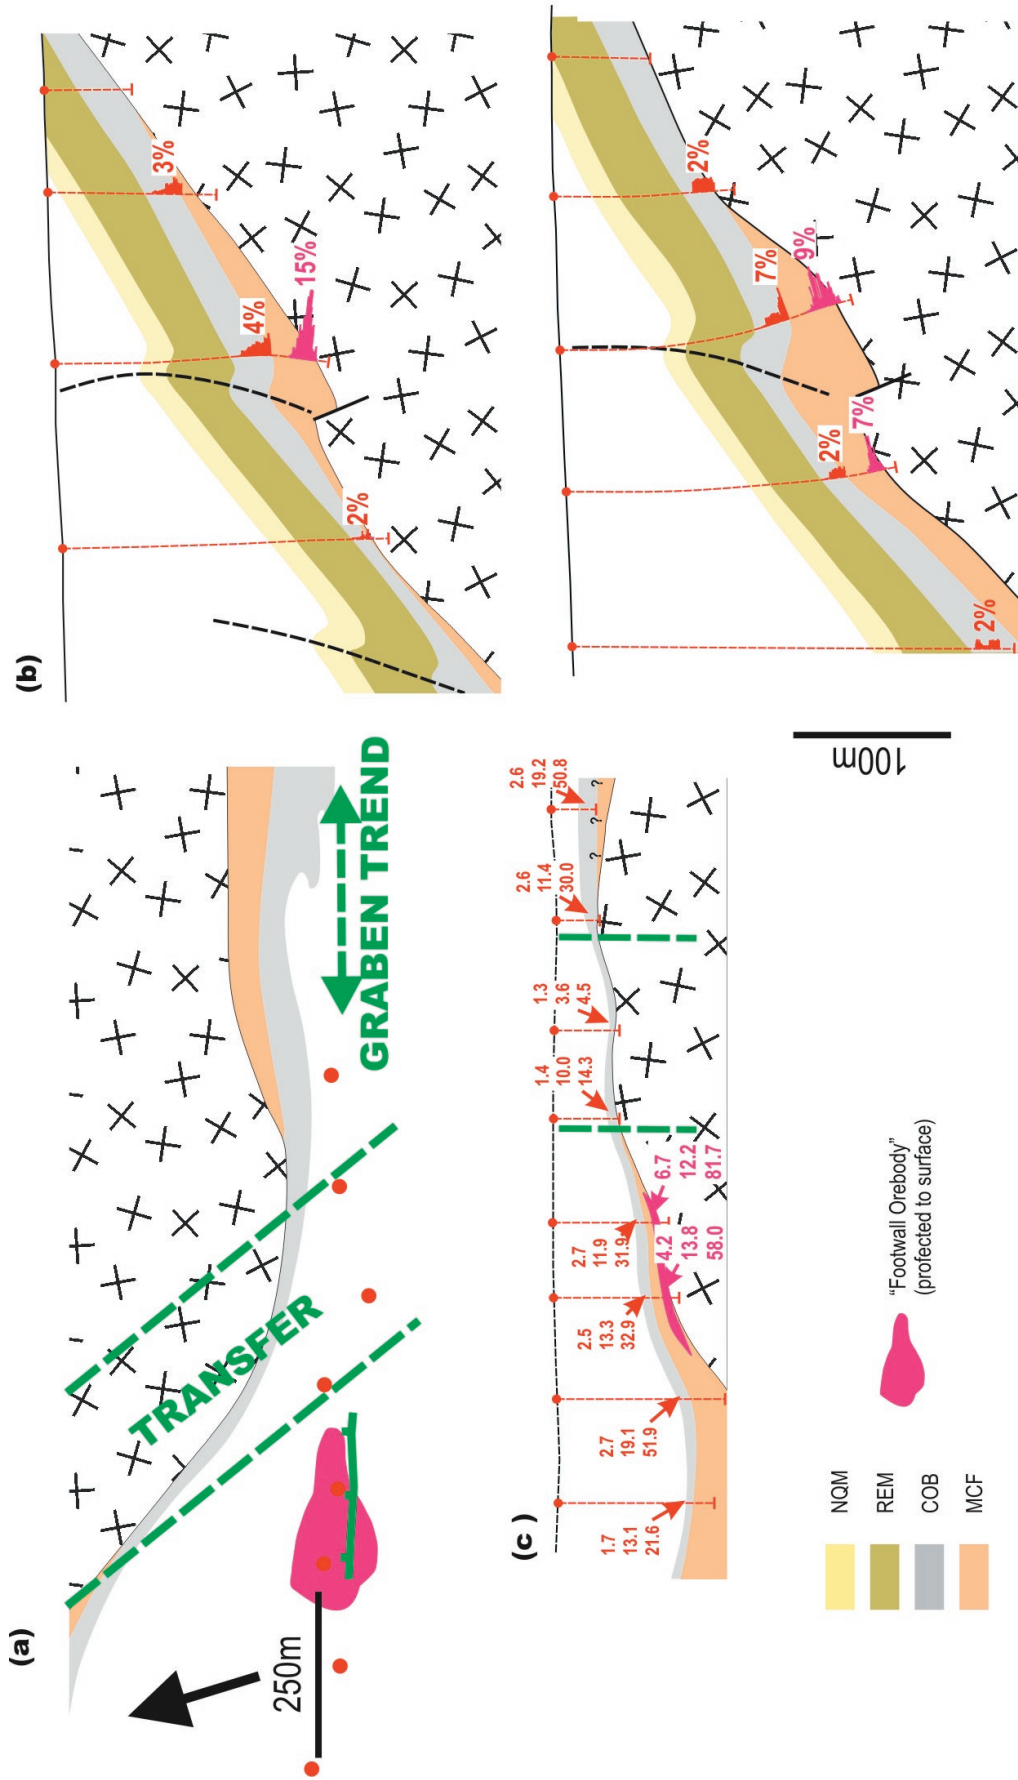 (a)
TRANSFER
GRABEN TREND
250m
(b)
2%
4%
15%
3%
2%
2%
7%
7%
9%
2%
(c )
1.7
13.1
21.6
2.7
19.1
51.9
2.5
13.3
32.9
2.7
11.9
31.9
4.2
13.8
58.0
6.7
12.2
81.7
1.4
10.0
14.3
1.3
3.6
4.5
2.6
11.4
30.0
2.6
19.2
50.8
? ? ?
100m
NQM
REM
COB
MCF
"Footwall Orebody"
(profected to surface)